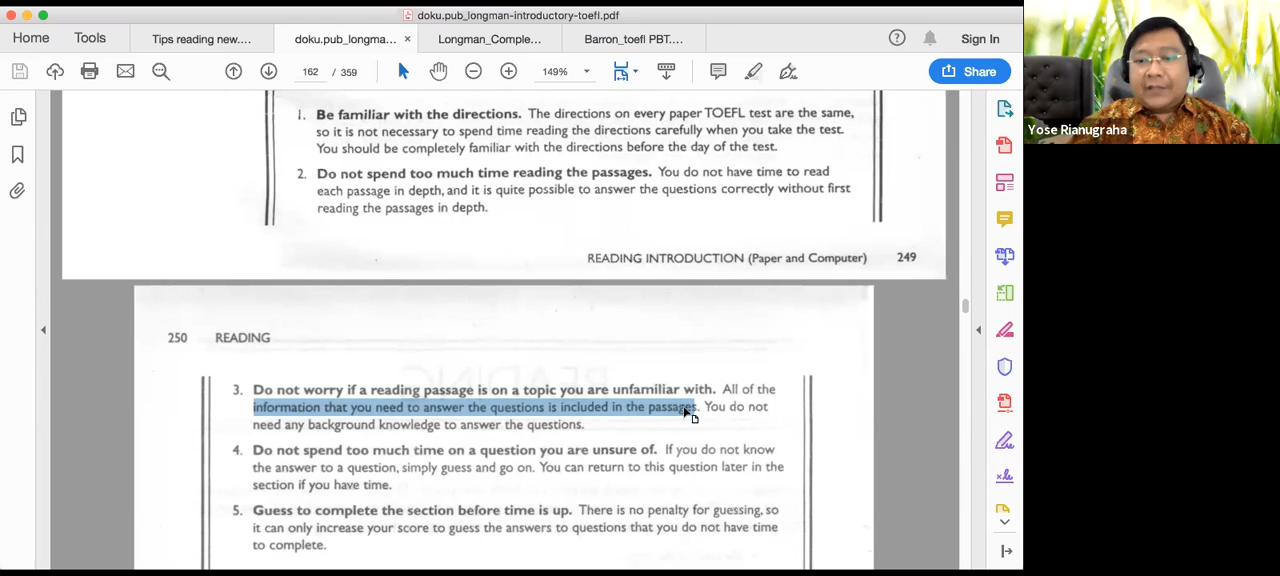 doku.pub_longman-introductory-toefl.pdf
Home
Tools
Tips reading new....
doku.pub_longma...
Longman_Comple...
Barron_toefl PBT....
Sign In
162 / 359
149%
Share
Yose Rianugraha
1. Be familiar with the directions. The directions on every paper TOEFL test are the same,
so it is not necessary to spend time reading the directions carefully when you take the test.
You should be completely familiar with the directions before the day of the test.
2. Do not spend too much time reading the passages. You do not have time to read
each passage in depth, and it is quite possible to answer the questions correctly without first
reading the passages in depth.
READING INTRODUCTION (Paper and Computer) 249
250 READING
3. Do not worry if a reading passage is on a topic you are unfamiliar with. All of the
information that you need to answer the questions is included in the passages. You do not
need any background knowledge to answer the questions.
4. Do not spend too much time on a question you are unsure of. If you do not know
the answer to a question, simply guess and go on. You can return to this question later in the
section if you have time.
5. Guess to complete the section before time is up. There is no penalty for guessing, so
it can only increase your score to guess the answers to questions that you do not have time
to complete.